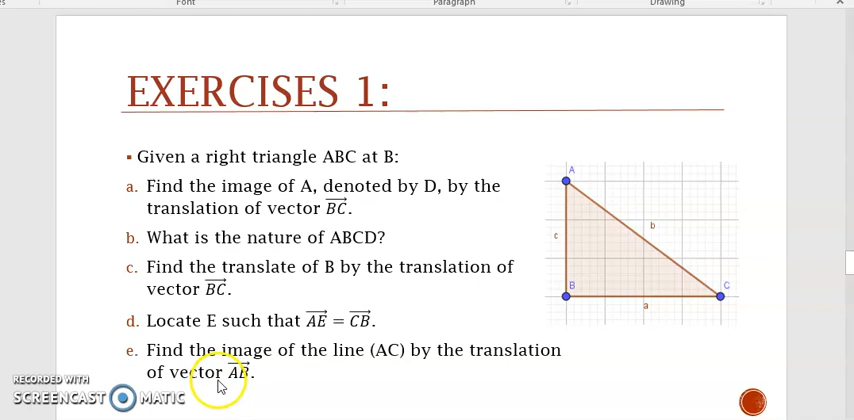 Font Paragraph Drawing
EXERCISES 1:
▪ Given a right triangle ABC at B:
a. Find the image of A, denoted by D, by the
translation of vector $\overrightarrow{BC}$.
b. What is the nature of ABCD?
c. Find the translate of B by the translation of
vector $\overrightarrow{BC}$.
d. Locate E such that $\overrightarrow{AE}$ = $\overrightarrow{CB}$.
e. Find the image of the line (AC) by the translation
of vector $\overrightarrow{AB}$.
A
b
c
B
C
a
RECORDED WITH
SCREENCAST MATIC